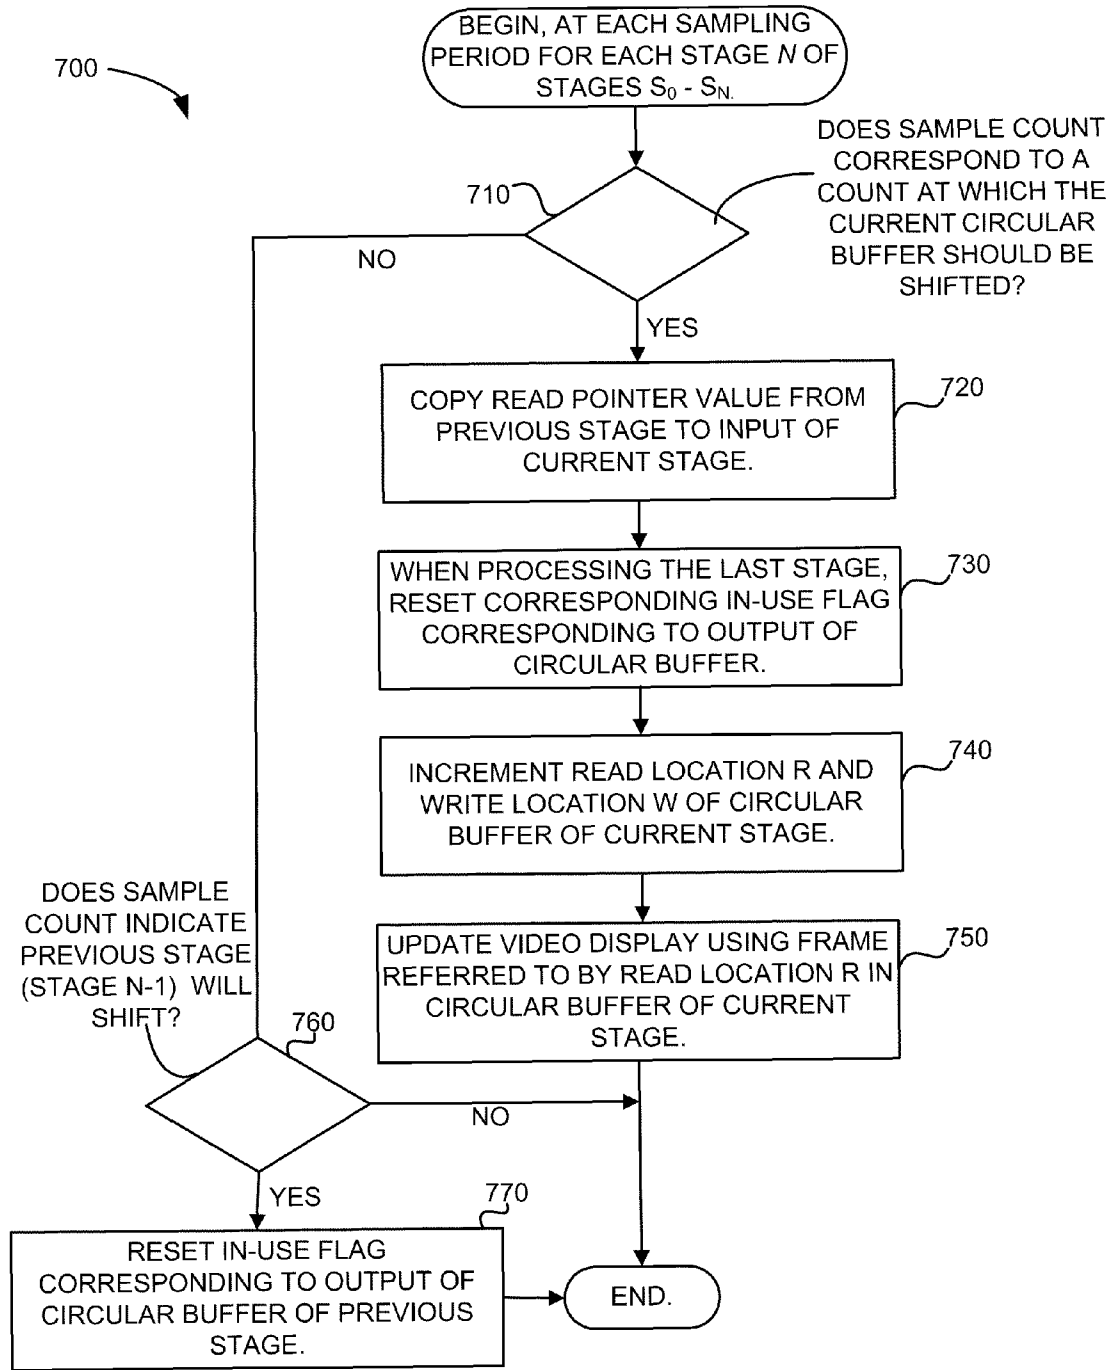 BEGIN, AT EACH SAMPLING
PERIOD FOR EACH STAGE N OF
STAGES S0 - SN.
700
DOES SAMPLE COUNT
CORRESPOND TO A
COUNT AT WHICH THE
CURRENT CIRCULAR
BUFFER SHOULD BE
SHIFTED?
710
NO
YES
720
COPY READ POINTER VALUE FROM
PREVIOUS STAGE TO INPUT OF
CURRENT STAGE.
730
WHEN PROCESSING THE LAST STAGE,
RESET CORRESPONDING IN-USE FLAG
CORRESPONDING TO OUTPUT OF
CIRCULAR BUFFER.
740
INCREMENT READ LOCATION R AND
WRITE LOCATION W OF CIRCULAR
BUFFER OF CURRENT STAGE.
750
UPDATE VIDEO DISPLAY USING FRAME
REFERRED TO BY READ LOCATION R IN
CIRCULAR BUFFER OF CURRENT
STAGE.
DOES SAMPLE
COUNT INDICATE
PREVIOUS STAGE
(STAGE N-1) WILL
SHIFT?
760
NO
YES
770
RESET IN-USE FLAG
CORRESPONDING TO OUTPUT OF
CIRCULAR BUFFER OF PREVIOUS
STAGE.
END.